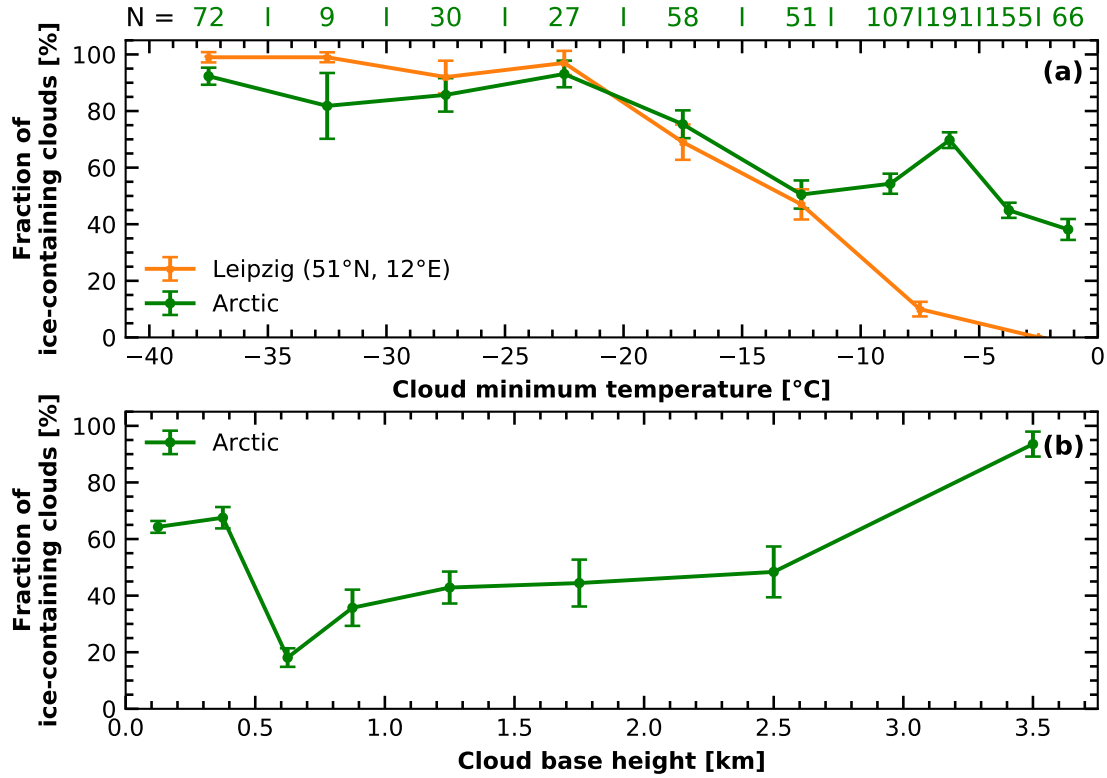 N = 72 I 9 I 30 I 27 I 58 I 51 I 107I191I155I 66
100
80
60
40
20
0
Fraction of
ice-containing clouds [%]
(a)
Leipzig (51°N, 12°E)
Arctic
−40 −35 −30 −25 −20 −15 −10 −5 0
Cloud minimum temperature [°C]
100
80
60
40
20
0
Fraction of
ice-containing clouds [%]
Arctic
(b)
0.0 0.5 1.0 1.5 2.0 2.5 3.0 3.5
Cloud base height [km]